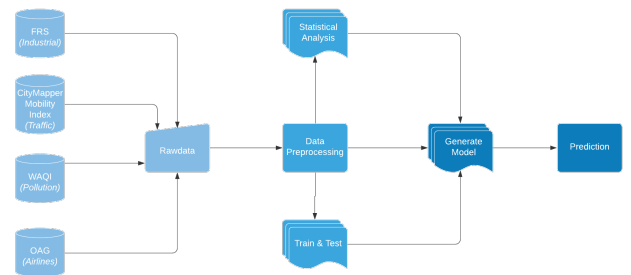 FRS
(Industrial)
CityMapper
Mobility
Index
(Traffic)
WAQI
(Pollution)
OAG
(Airlines)
Rawdata
Statistical
Analysis
Data
Preprocessing
Train & Test
Generate
Model
Prediction